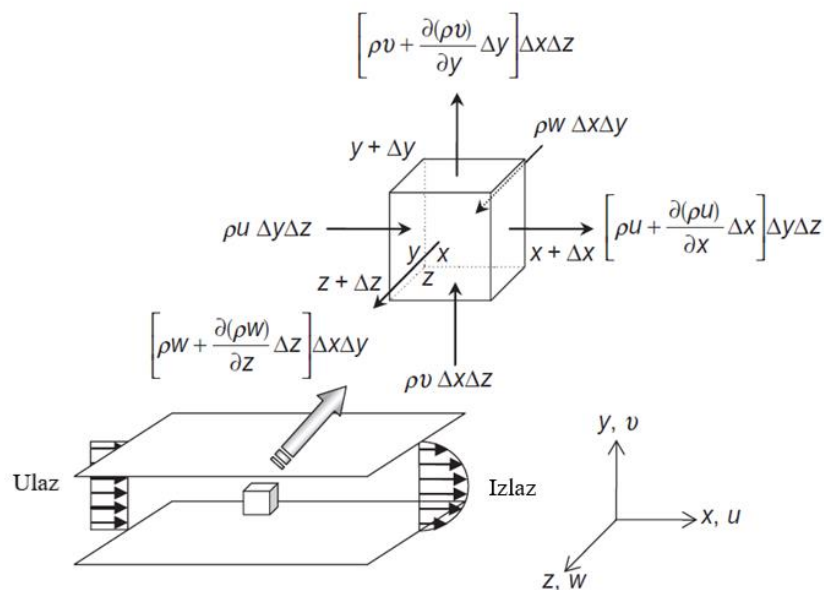 [ρυ + ∂(ρυ)/∂y Δy]ΔxΔz
y + Δy
ρw ΔxΔy
ρu ΔyΔz
y x
x + Δx [ρu + ∂(ρu)/∂x Δx]ΔyΔz
z + Δz z
[ρw + ∂(ρw)/∂z Δz]ΔxΔy
ρυ ΔxΔz
Ulaz
Izlaz
y, υ
x, u
z, w